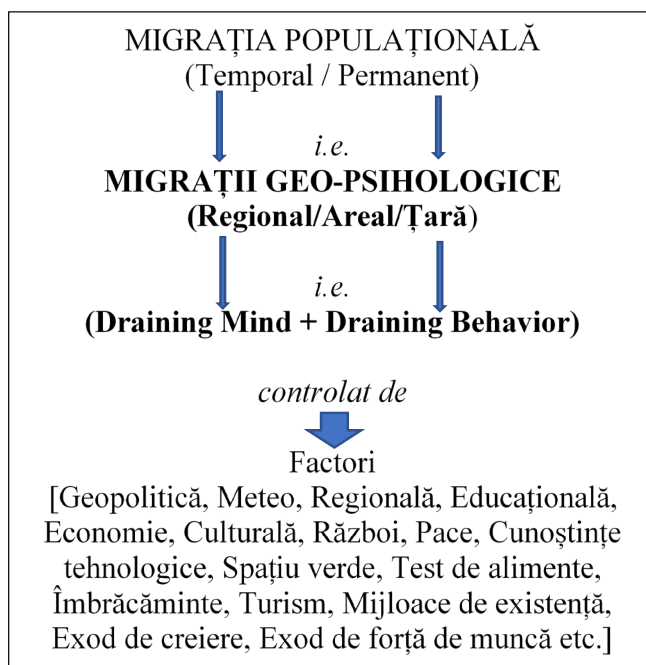 MIGRAȚIA POPULAȚIONALĂ
(Temporal / Permanent)
i.e.
MIGRAȚII GEO-PSIHOLOGICE
(Regional/Areal/Țară)
i.e.
(Draining Mind + Draining Behavior)
controlat de
Factori
[Geopolitică, Meteo, Regională, Educațională,
Economie, Culturală, Război, Pace, Cunoștințe
tehnologice, Spațiu verde, Test de alimente,
Îmbrăcăminte, Turism, Mijloace de existență,
Exod de creiere, Exod de forță de muncă etc.]